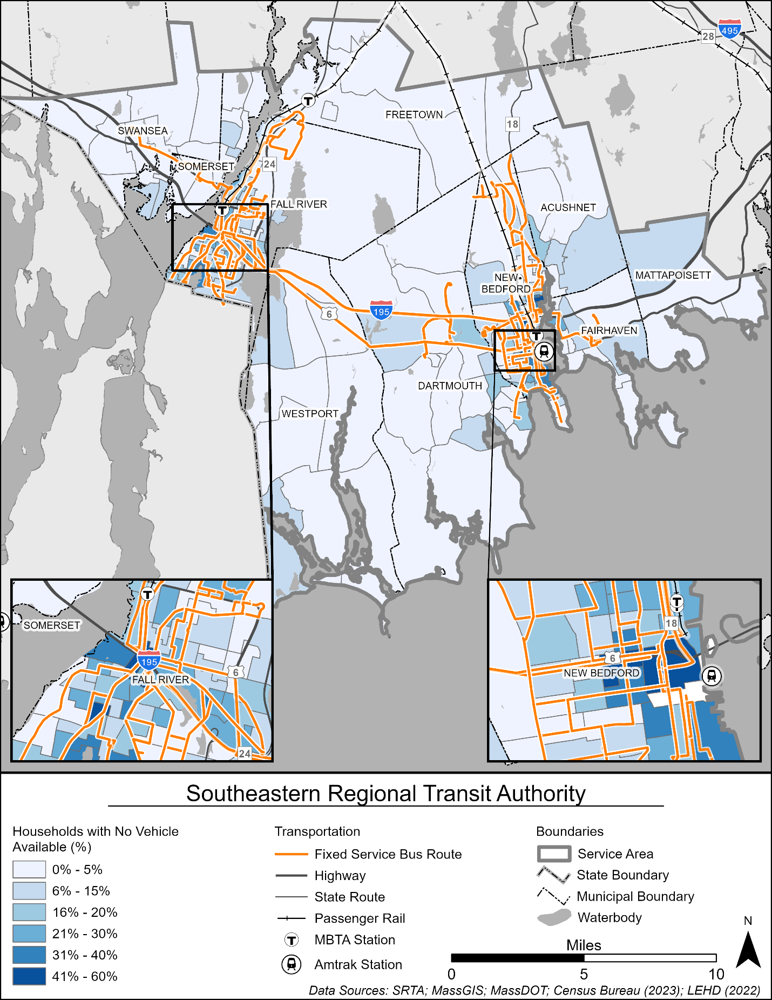 495
28
FREETOWN
18
SWANSEA
SOMERSET
24
FALL RIVER
ACUSHNET
NEW
BEDFORD
MATTAPOISETT
195
6
FAIRHAVEN
DARTMOUTH
WESTPORT
T
T
T
T
SOMERSET
195
FALL RIVER
6
24
T
18
6
NEW BEDFORD
Southeastern Regional Transit Authority
Households with No Vehicle
Available (%)
0% - 5%
6% - 15%
16% - 20%
21% - 30%
31% - 40%
41% - 60%
Transportation
Fixed Service Bus Route
Highway
State Route
Passenger Rail
T MBTA Station
Amtrak Station
Boundaries
Service Area
State Boundary
Municipal Boundary
Waterbody
N
Miles
0 5 10
Data Sources: SRTA; MassGIS; MassDOT; Census Bureau (2023); LEHD (2022)